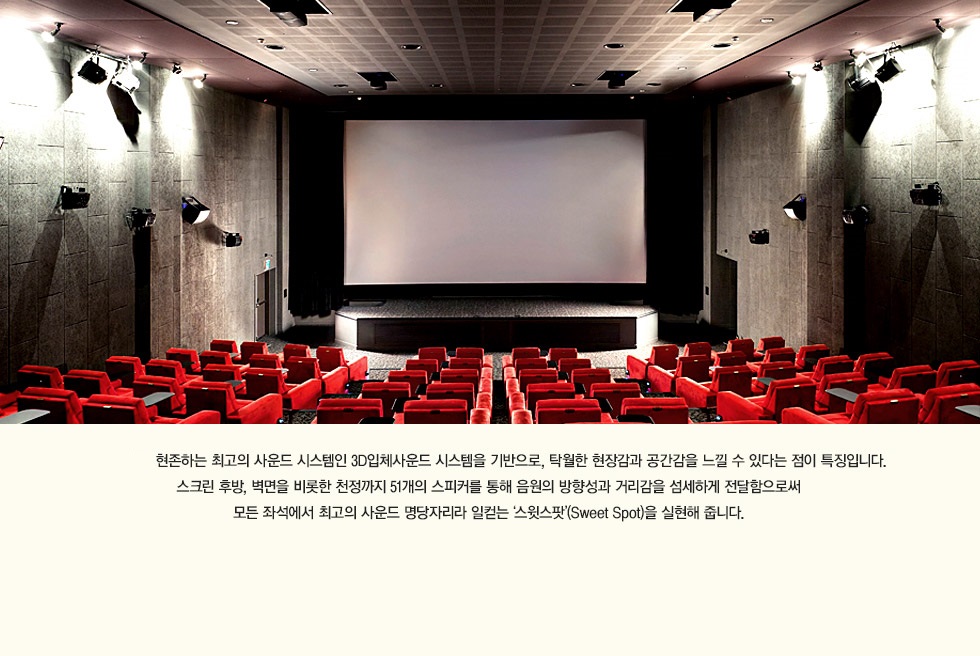 현존하는 최고의 사운드 시스템인 3D입체사운드 시스템을 기반으로, 탁월한 현장감과 공간감을 느낄 수 있다는 점이 특징입니다.
스크린 후방, 벽면을 비롯한 천정까지 51개의 스피커를 통해 음원의 방향성과 거리감을 섬세하게 전달함으로써
모든 좌석에서 최고의 사운드 명당자리라 일컫는 ‘스윗스팟’(Sweet Spot)을 실현해 줍니다.